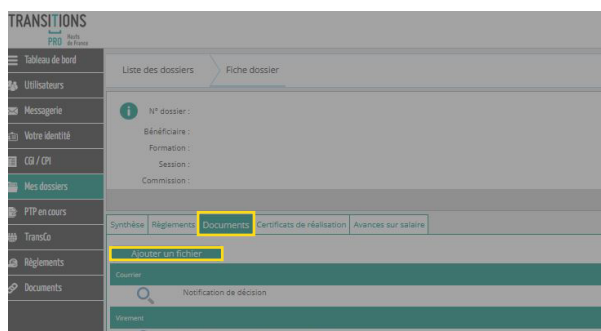 TRANSITIONS
PRO Hauts
de France
Tableau de bord
Utilisateurs
Messagerie
Votre identité
CGI / CPI
Mes dossiers
PTP en cours
TransCo
Règlements
Documents
Liste des dossiers Fiche dossier
N° dossier :
Bénéficiaire :
Formation :
Session :
Commission :
Synthèse Règlements Documents Certificats de réalisation Avances sur salaire
Ajouter un fichier
Courrier
Notification de décision
Virement